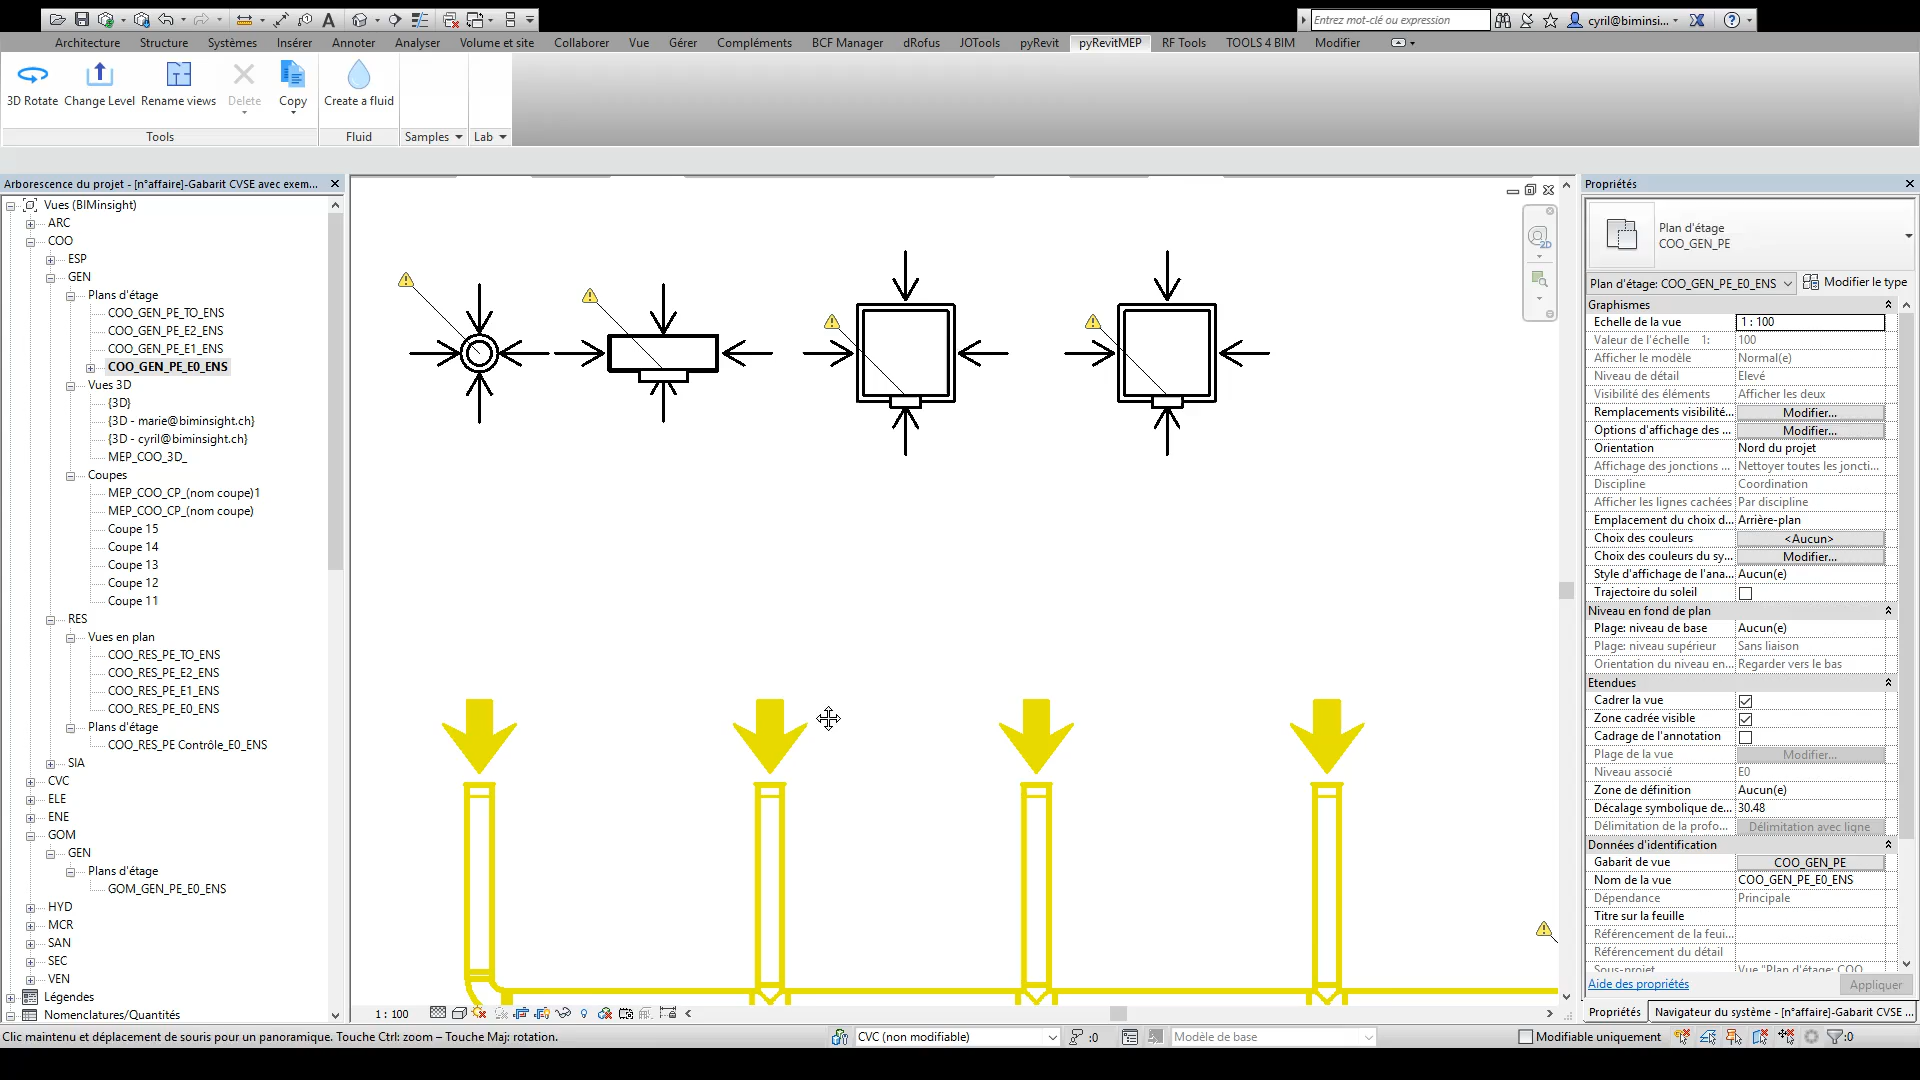 Entrez mot-clé ou expression
cyril@biminsi...
Architecture Structure Systèmes Insérer Annoter Analyser Volume et site Collaborer Vue Gérer Compléments BCF Manager dRofus JOTools pyRevit pyRevitMEP RF Tools TOOLS 4 BIM Modifier
3D Rotate Change Level Rename views Delete Copy Create a fluid
Tools Fluid Samples Lab
Arborescence du projet - [n°affaire]-Gabarit CVSE avec exem...
Vues (BIMinsight)
ARC
COO
ESP
GEN
Plans d'étage
COO_GEN_PE_TO_ENS
COO_GEN_PE_E2_ENS
COO_GEN_PE_E1_ENS
COO_GEN_PE_E0_ENS
Vues 3D
{3D}
{3D - marie@biminsight.ch}
{3D - cyril@biminsight.ch}
MEP_COO_3D_
Coupes
MEP_COO_CP_(nom coupe)1
MEP_COO_CP_(nom coupe)
Coupe 15
Coupe 14
Coupe 13
Coupe 12
Coupe 11
RES
Vues en plan
COO_RES_PE_TO_ENS
COO_RES_PE_E2_ENS
COO_RES_PE_E1_ENS
COO_RES_PE_E0_ENS
Plans d'étage
COO_RES_PE Contrôle_E0_ENS
SIA
CVC
ELE
ENE
GOM
GEN
Plans d'étage
GOM_GEN_PE_E0_ENS
HYD
MCR
SAN
SEC
VEN
Légendes
Nomenclatures/Quantités
2D
1 : 100
Propriétés
Plan d'étage
COO_GEN_PE
Plan d'étage: COO_GEN_PE_E0_ENS Modifier le type
Graphismes
Echelle de la vue 1 : 100
Valeur de l'échelle 1: 100
Afficher le modèle Normal(e)
Niveau de détail Elevé
Visibilité des éléments Afficher les deux
Remplacements visibilité... Modifier...
Options d'affichage des ... Modifier...
Orientation Nord du projet
Affichage des jonctions ... Nettoyer toutes les joncti...
Discipline Coordination
Afficher les lignes cachées Par discipline
Emplacement du choix d... Arrière-plan
Choix des couleurs <Aucun>
Choix des couleurs du sy... Modifier...
Style d'affichage de l'ana... Aucun(e)
Trajectoire du soleil
Niveau en fond de plan
Plage: niveau de base Aucun(e)
Plage: niveau supérieur Sans liaison
Orientation du niveau en... Regarder vers le bas
Etendues
Cadrer la vue
Zone cadrée visible
Cadrage de l'annotation
Plage de la vue Modifier...
Niveau associé E0
Zone de définition Aucun(e)
Décalage symbolique de... 30.48
Délimitation de la profo... Délimitation avec ligne
Données d'identification
Gabarit de vue COO_GEN_PE
Nom de la vue COO_GEN_PE_E0_ENS
Dépendance Principale
Titre sur la feuille
Référencement de la feui...
Référencement du détail
Sous-projet Vue "Plan d'étage: COO
Aide des propriétés Appliquer
Propriétés Navigateur du système - [n°affaire]-Gabarit CVSE ...
Clic maintenu et déplacement de souris pour un panoramique. Touche Ctrl: zoom – Touche Maj: rotation.
CVC (non modifiable) :0 Modèle de base Modifiable uniquement :0